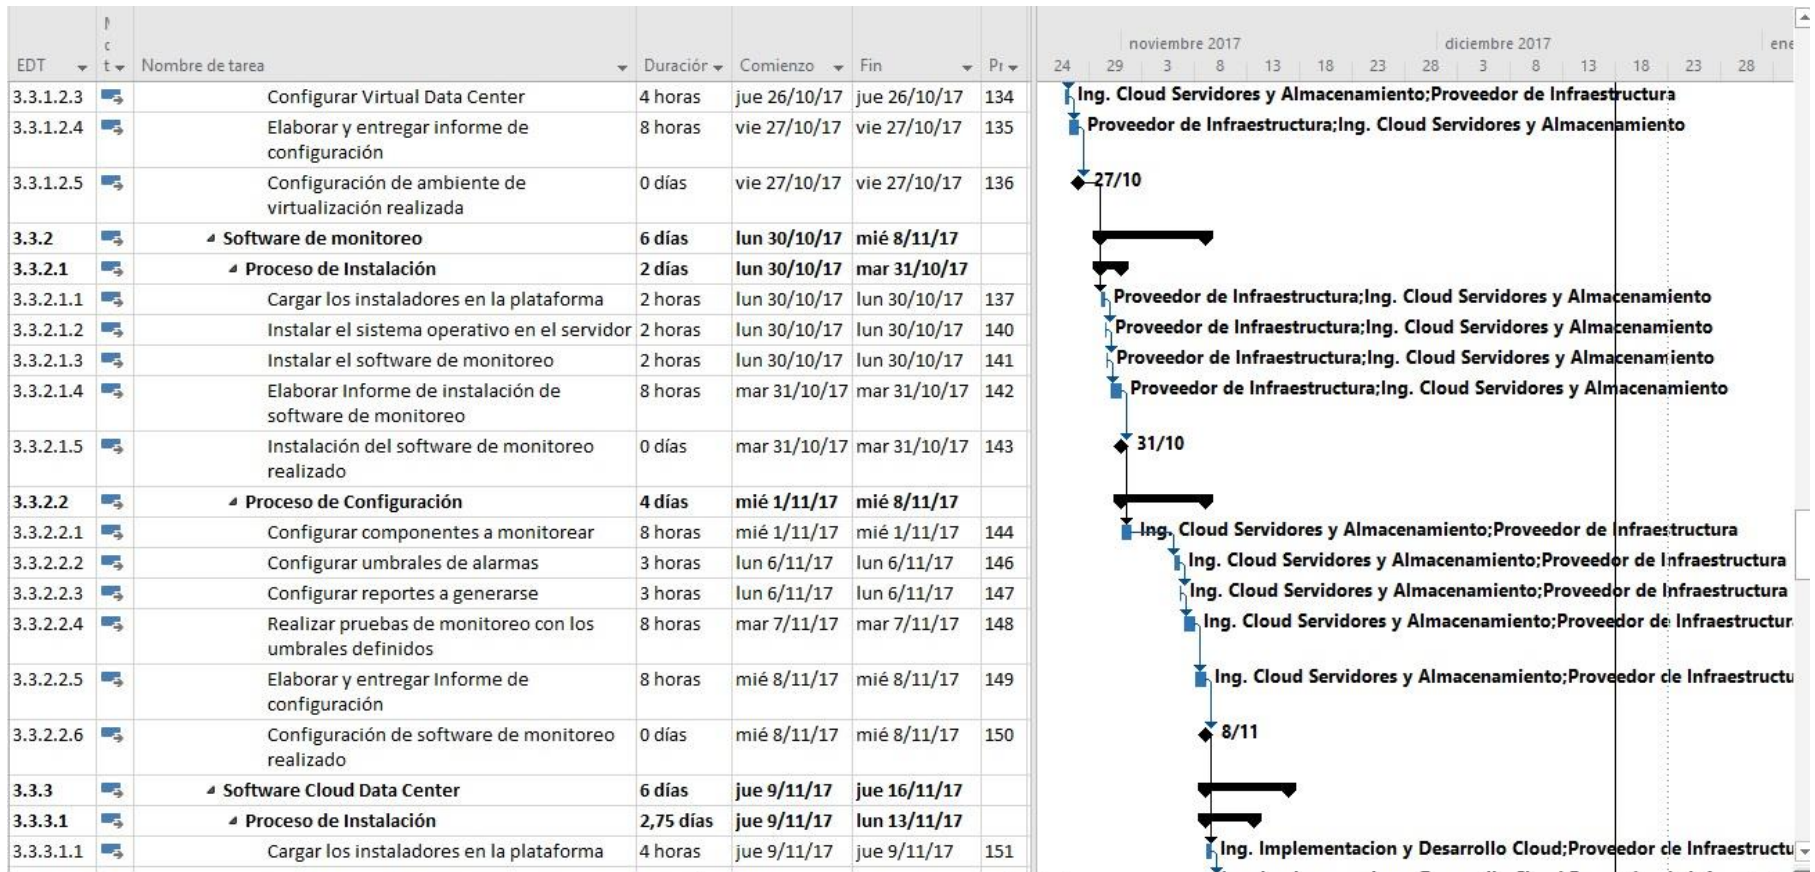 noviembre 2017 diciembre 2017 ene
EDT Nombre de tarea Duración Comienzo Fin Pr 24 29 3 8 13 18 23 28 3 8 13 18 23 28
3.3.1.2.3 Configurar Virtual Data Center 4 horas jue 26/10/17 jue 26/10/17 134 Ing. Cloud Servidores y Almacenamiento;Proveedor de Infraestructura
3.3.1.2.4 Elaborar y entregar informe de 8 horas vie 27/10/17 vie 27/10/17 135 Proveedor de Infraestructura;Ing. Cloud Servidores y Almacenamiento
configuración
3.3.1.2.5 Configuración de ambiente de 0 días vie 27/10/17 vie 27/10/17 136 27/10
virtualización realizada
3.3.2 Software de monitoreo 6 días lun 30/10/17 mié 8/11/17
3.3.2.1 Proceso de Instalación 2 días lun 30/10/17 mar 31/10/17
3.3.2.1.1 Cargar los instaladores en la plataforma 2 horas lun 30/10/17 lun 30/10/17 137 Proveedor de Infraestructura;Ing. Cloud Servidores y Almacenamiento
3.3.2.1.2 Instalar el sistema operativo en el servidor 2 horas lun 30/10/17 lun 30/10/17 140 Proveedor de Infraestructura;Ing. Cloud Servidores y Almacenamiento
3.3.2.1.3 Instalar el software de monitoreo 2 horas lun 30/10/17 lun 30/10/17 141 Proveedor de Infraestructura;Ing. Cloud Servidores y Almacenamiento
3.3.2.1.4 Elaborar Informe de instalación de 8 horas mar 31/10/17 mar 31/10/17 142 Proveedor de Infraestructura;Ing. Cloud Servidores y Almacenamiento
software de monitoreo
3.3.2.1.5 Instalación del software de monitoreo 0 días mar 31/10/17 mar 31/10/17 143 31/10
realizado
3.3.2.2 Proceso de Configuración 4 días mié 1/11/17 mié 8/11/17
3.3.2.2.1 Configurar componentes a monitorear 8 horas mié 1/11/17 mié 1/11/17 144 Ing. Cloud Servidores y Almacenamiento;Proveedor de Infraestructura
3.3.2.2.2 Configurar umbrales de alarmas 3 horas lun 6/11/17 lun 6/11/17 146 Ing. Cloud Servidores y Almacenamiento;Proveedor de Infraestructura
3.3.2.2.3 Configurar reportes a generarse 3 horas lun 6/11/17 lun 6/11/17 147 Ing. Cloud Servidores y Almacenamiento;Proveedor de Infraestructura
3.3.2.2.4 Realizar pruebas de monitoreo con los 8 horas mar 7/11/17 mar 7/11/17 148 Ing. Cloud Servidores y Almacenamiento;Proveedor de Infraestructur
umbrales definidos
3.3.2.2.5 Elaborar y entregar Informe de 8 horas mié 8/11/17 mié 8/11/17 149 Ing. Cloud Servidores y Almacenamiento;Proveedor de Infraestructu
configuración
3.3.2.2.6 Configuración de software de monitoreo 0 días mié 8/11/17 mié 8/11/17 150 8/11
realizado
3.3.3 Software Cloud Data Center 6 días jue 9/11/17 jue 16/11/17
3.3.3.1 Proceso de Instalación 2,75 días jue 9/11/17 lun 13/11/17
3.3.3.1.1 Cargar los instaladores en la plataforma 4 horas jue 9/11/17 jue 9/11/17 151 Ing. Implementacion y Desarrollo Cloud;Proveedor de Infraestructu